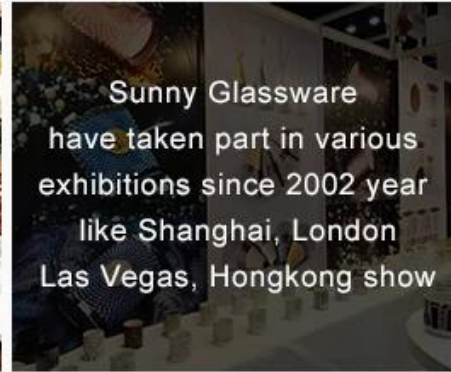 Sunny Glassware
have taken part in various
exhibitions since 2002 year
like Shanghai, London
Las Vegas, Hongkong show